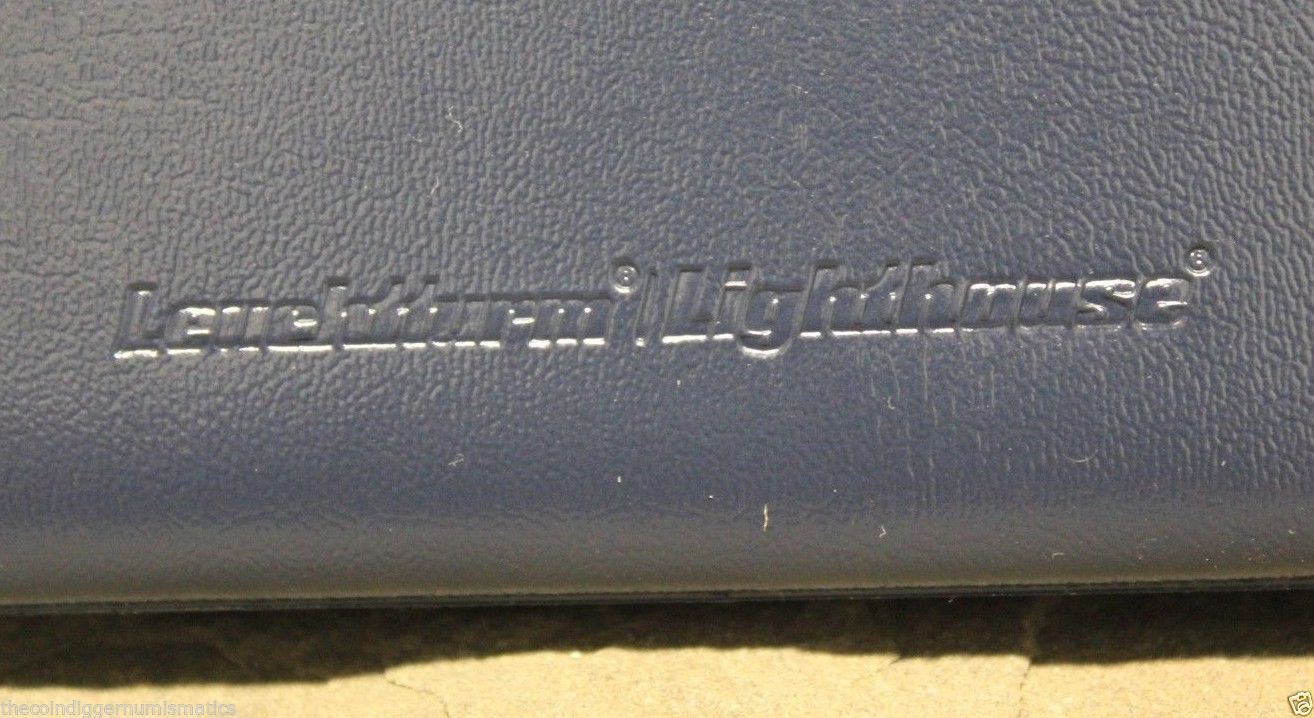 Leuchtturm® | Lighthouse®
thecoindiggernumismatics